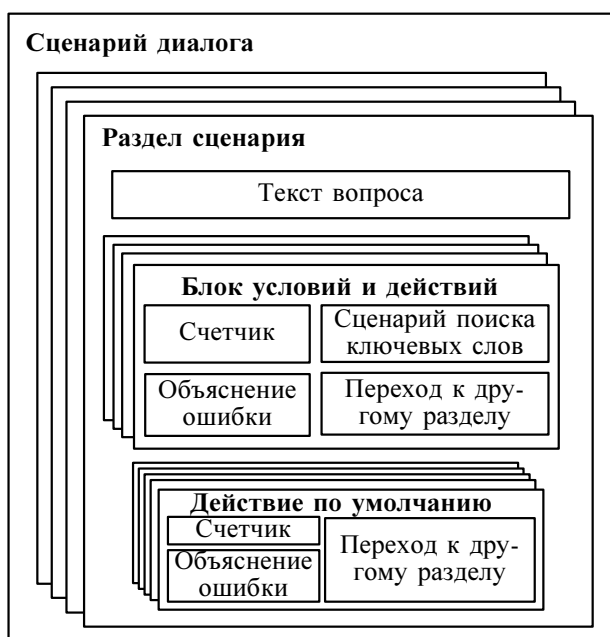 Сценарий диалога
Раздел сценария
Текст вопроса
Блок условий и действий
Счетчик
Сценарий поиска
ключевых слов
Объяснение
ошибки
Переход к дру-
гому разделу
Действие по умолчанию
Счетчик
Объяснение
ошибки
Переход к дру-
гому разделу